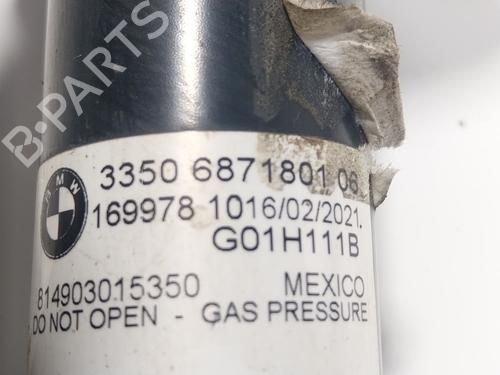 B-PARTS
BMW
3350 6871801 06
169978 1016/02/2021.
G01H111B
814903015350 MEXICO
DO NOT OPEN - GAS PRESSURE